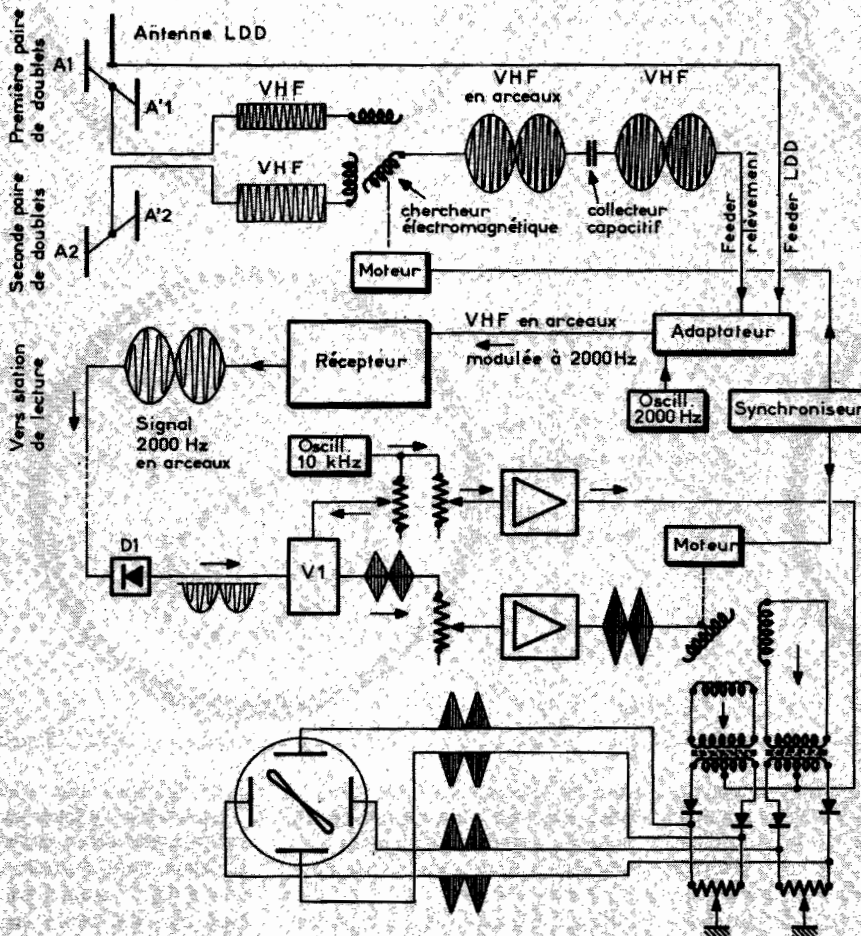 Première paire
de doublets
Seconde paire
de doublets
Vers station
de lecture
Antenne LDD
A1
A'1
A'2
A2
VHF
VHF
VHF
en arceaux
VHF
chercheur
électromagnétique
collecteur
capacitif
Feeder
relèvement
Feeder LDD
Moteur
VHF en arceaux
modulée à 2000Hz
Adaptateur
Récepteur
Oscill.
2000 Hz
Synchroniseur
Signal
2000 Hz
en arceaux
Oscill.
10 kHz
D1
V1
Moteur